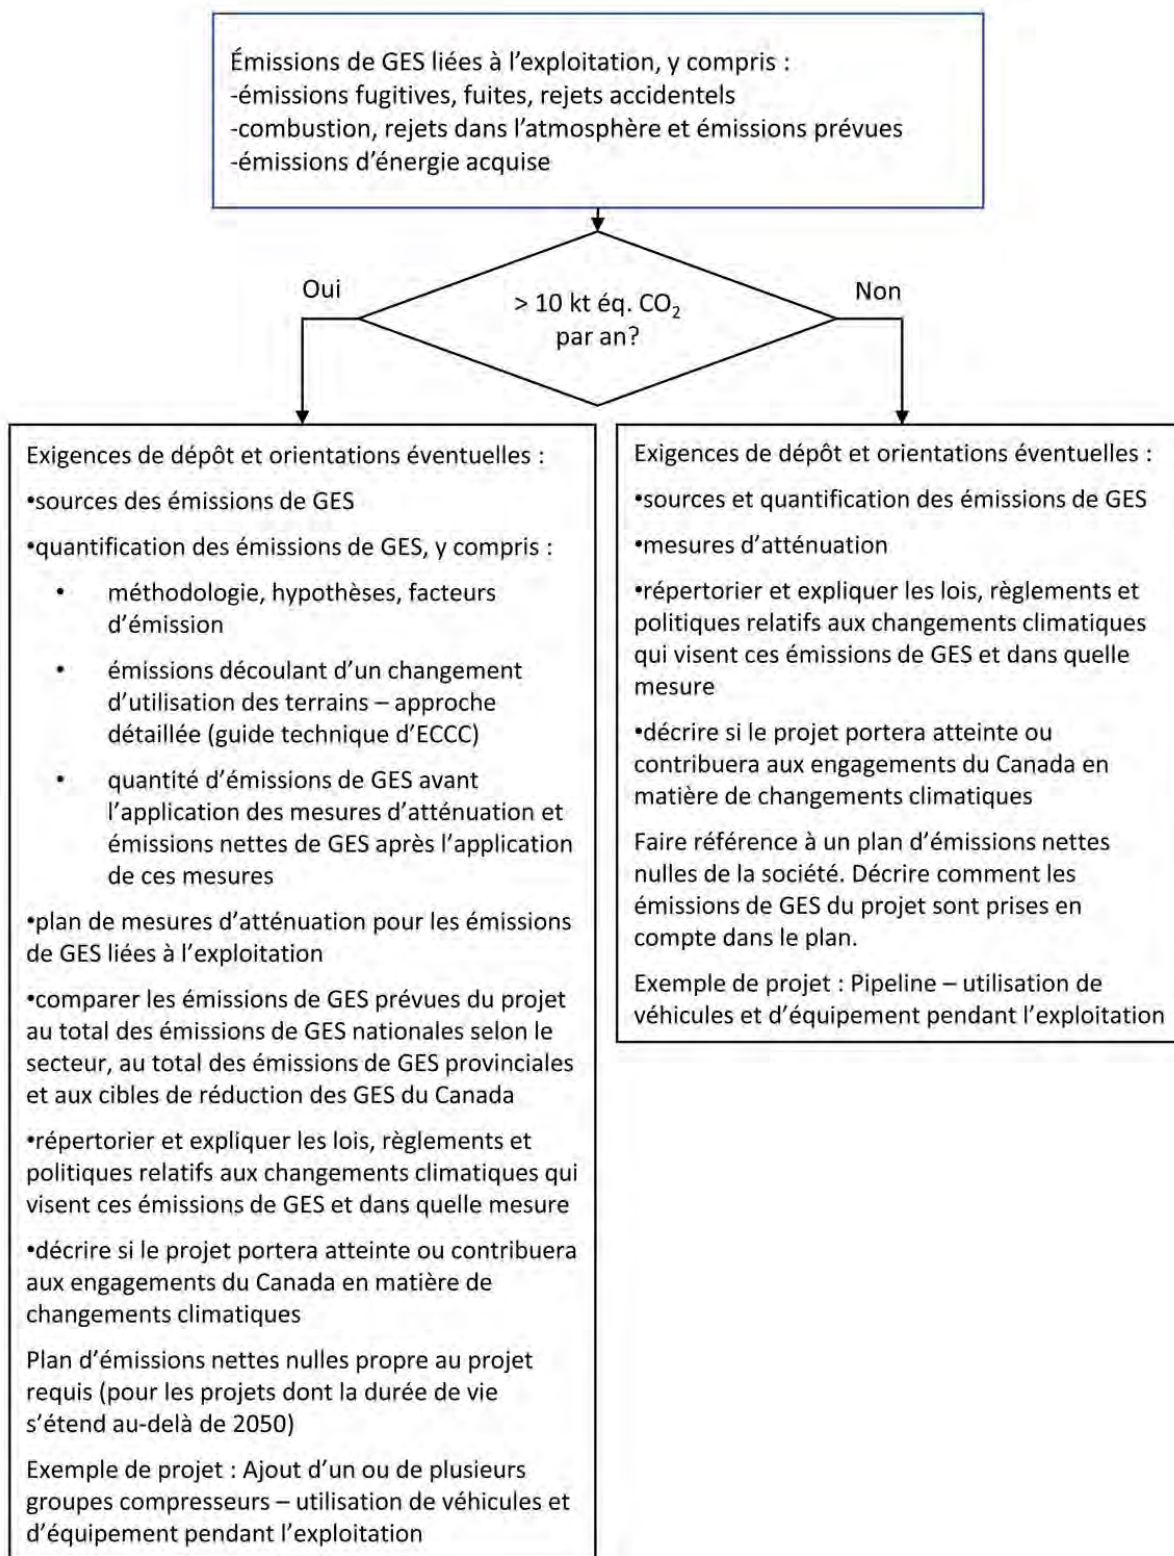 Émissions de GES liées à l'exploitation, y compris :
-émissions fugitives, fuites, rejets accidentels
-combustion, rejets dans l'atmosphère et émissions prévues
-émissions d'énergie acquise
Oui
> 10 kt éq. CO₂
par an?
Non
Exigences de dépôt et orientations éventuelles :
•sources des émissions de GES
•quantification des émissions de GES, y compris :
• méthodologie, hypothèses, facteurs
d'émission
• émissions découlant d'un changement
d'utilisation des terrains – approche
détaillée (guide technique d'ECCC)
• quantité d'émissions de GES avant
l'application des mesures d'atténuation et
émissions nettes de GES après l'application
de ces mesures
•plan de mesures d'atténuation pour les émissions
de GES liées à l'exploitation
•comparer les émissions de GES prévues du projet
au total des émissions de GES nationales selon le
secteur, au total des émissions de GES provinciales
et aux cibles de réduction des GES du Canada
•répertorier et expliquer les lois, règlements et
politiques relatifs aux changements climatiques qui
visent ces émissions de GES et dans quelle mesure
•décrire si le projet portera atteinte ou contribuera
aux engagements du Canada en matière de
changements climatiques
Plan d'émissions nettes nulles propre au projet
requis (pour les projets dont la durée de vie
s'étend au-delà de 2050)
Exemple de projet : Ajout d'un ou de plusieurs
groupes compresseurs – utilisation de véhicules et
d'équipement pendant l'exploitation
Exigences de dépôt et orientations éventuelles :
•sources et quantification des émissions de GES
•mesures d'atténuation
•répertorier et expliquer les lois, règlements et
politiques relatifs aux changements climatiques
qui visent ces émissions de GES et dans quelle
mesure
•décrire si le projet portera atteinte ou
contribuera aux engagements du Canada en
matière de changements climatiques
Faire référence à un plan d'émissions nettes
nulles de la société. Décrire comment les
émissions de GES du projet sont prises en
compte dans le plan.
Exemple de projet : Pipeline – utilisation de
véhicules et d'équipement pendant l'exploitation